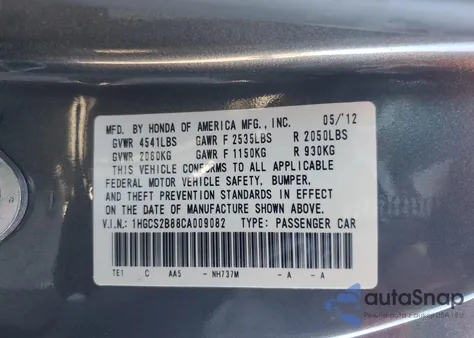 MFD. BY HONDA OF AMERICA MFG., INC. 05/'12
GVWR 4541LBS GAWR F 2535LBS R 2050LBS
GVWR 2060KG GAWR F 1150KG R 930KG
THIS VEHICLE CONFORMS TO ALL APPLICABLE
FEDERAL MOTOR VEHICLE SAFETY, BUMPER,
AND THEFT PREVENTION STANDARDS IN EFFECT
ON THE DATE OF MANUFACTURE SHOWN ABOVE.
V.I.N.: 1HGCS2B88CA009082 TYPE: PASSENGER CAR
TE1 C AA5 - NH737M - A - A
autoSnap